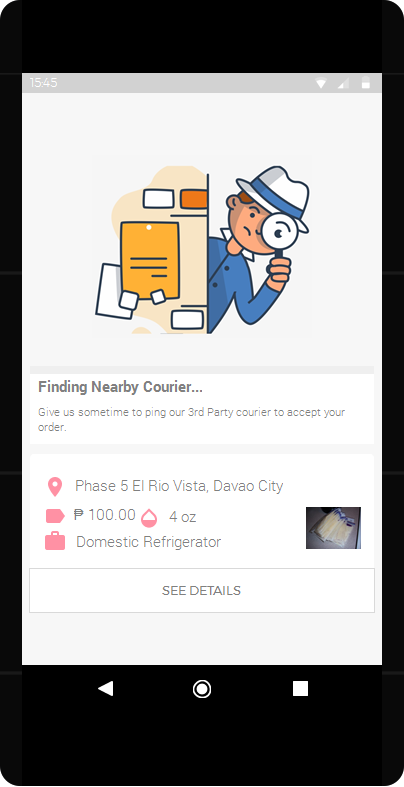 15:45
Finding Nearby Courier...
Give us sometime to ping our 3rd Party courier to accept your
order.
Phase 5 El Rio Vista, Davao City
₱ 100.00 4 oz
Domestic Refrigerator
SEE DETAILS